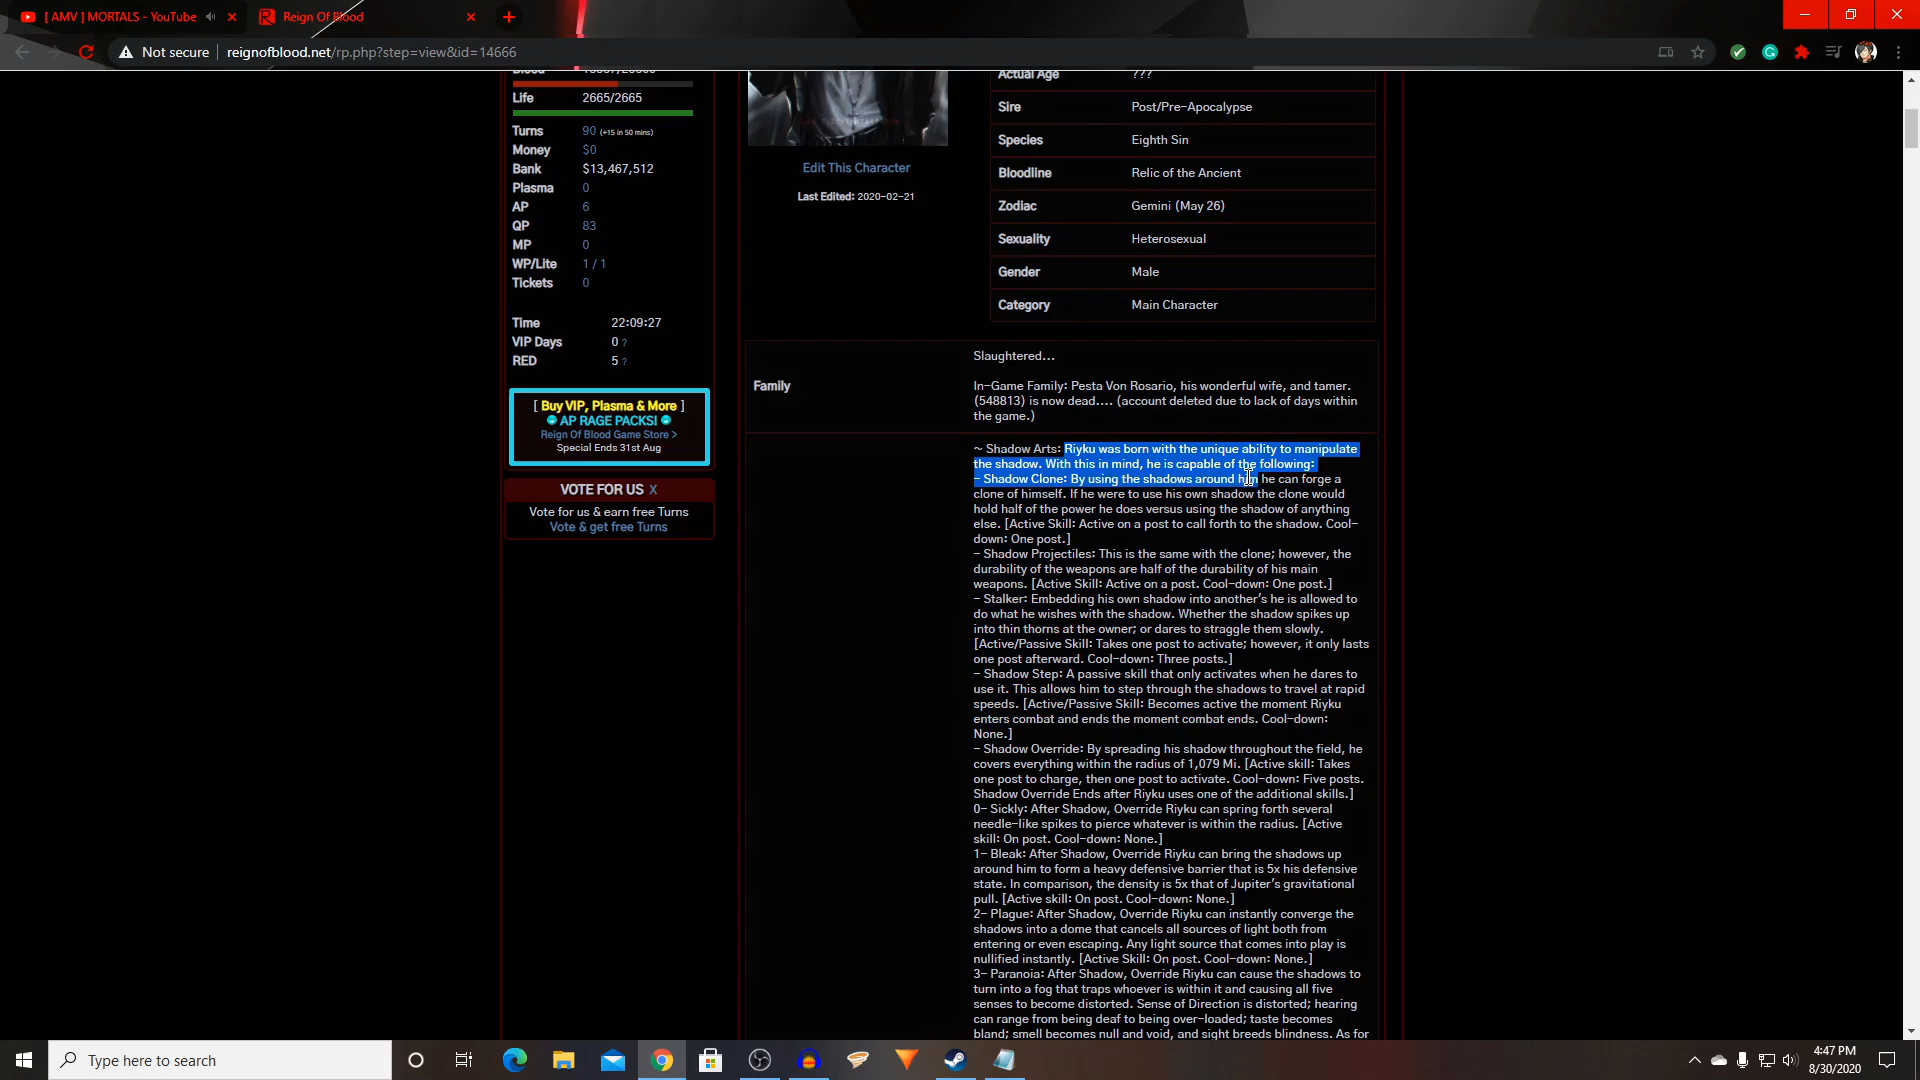 [ AMV ] MORTALS - YouTube
Reign Of Blood
Not secure
reignofblood.net/rp.php?step=view&id=14666
Life 2665/2665
Turns 90 (+15 in 50 mins)
Money $0
Bank $13,467,512
Plasma 0
AP 6
QP 83
MP 0
WP/Lite 1 / 1
Tickets 0
Time 22:09:27
VIP Days 0 ?
RED 5 ?
[ Buy VIP, Plasma & More ]
AP RAGE PACKS!
Reign Of Blood Game Store >
Special Ends 31st Aug
VOTE FOR US X
Vote for us & earn free Turns
Vote & get free Turns
Edit This Character
Last Edited: 2020-02-21
Actual Age ???
Sire Post/Pre-Apocalypse
Species Eighth Sin
Bloodline Relic of the Ancient
Zodiac Gemini (May 26)
Sexuality Heterosexual
Gender Male
Category Main Character
Family
Slaughtered...
In-Game Family: Pesta Von Rosario, his wonderful wife, and tamer.
(548813) is now dead.... (account deleted due to lack of days within
the game.)
~ Shadow Arts: Riyku was born with the unique ability to manipulate
the shadow. With this in mind, he is capable of the following:
- Shadow Clone: By using the shadows around him he can forge a
clone of himself. If he were to use his own shadow the clone would
hold half of the power he does versus using the shadow of anything
else. [Active Skill: Active on a post to call forth to the shadow. Cool-
down: One post.]
- Shadow Projectiles: This is the same with the clone; however, the
durability of the weapons are half of the durability of his main
weapons. [Active Skill: Active on a post. Cool-down: One post.]
- Stalker: Embedding his own shadow into another's he is allowed to
do what he wishes with the shadow. Whether the shadow spikes up
into thin thorns at the owner; or dares to straggle them slowly.
[Active/Passive Skill: Takes one post to activate; however, it only lasts
one post afterward. Cool-down: Three posts.]
- Shadow Step: A passive skill that only activates when he dares to
use it. This allows him to step through the shadows to travel at rapid
speeds. [Active/Passive Skill: Becomes active the moment Riyku
enters combat and ends the moment combat ends. Cool-down:
None.]
- Shadow Override: By spreading his shadow throughout the field, he
covers everything within the radius of 1,079 Mi. [Active skill: Takes
one post to charge, then one post to activate. Cool-down: Five posts.
Shadow Override Ends after Riyku uses one of the additional skills.]
0- Sickly: After Shadow, Override Riyku can spring forth several
needle-like spikes to pierce whatever is within the radius. [Active
skill: On post. Cool-down: None.]
1- Bleak: After Shadow, Override Riyku can bring the shadows up
around him to form a heavy defensive barrier that is 5x his defensive
state. In comparison, the density is 5x that of Jupiter's gravitational
pull. [Active skill: On post. Cool-down: None.]
2- Plague: After Shadow, Override Riyku can instantly converge the
shadows into a dome that cancels all sources of light both from
entering or even escaping. Any light source that comes into play is
nullified instantly. [Active Skill: On post. Cool-down: None.]
3- Paranoia: After Shadow, Override Riyku can cause the shadows to
turn into a fog that traps whoever is within it and causing all five
senses to become distorted. Sense of Direction is distorted; hearing
can range from being deaf to being over-loaded; taste becomes
bland; smell becomes null and void, and sight breeds blindness. As for
Type here to search
4:47 PM
8/30/2020